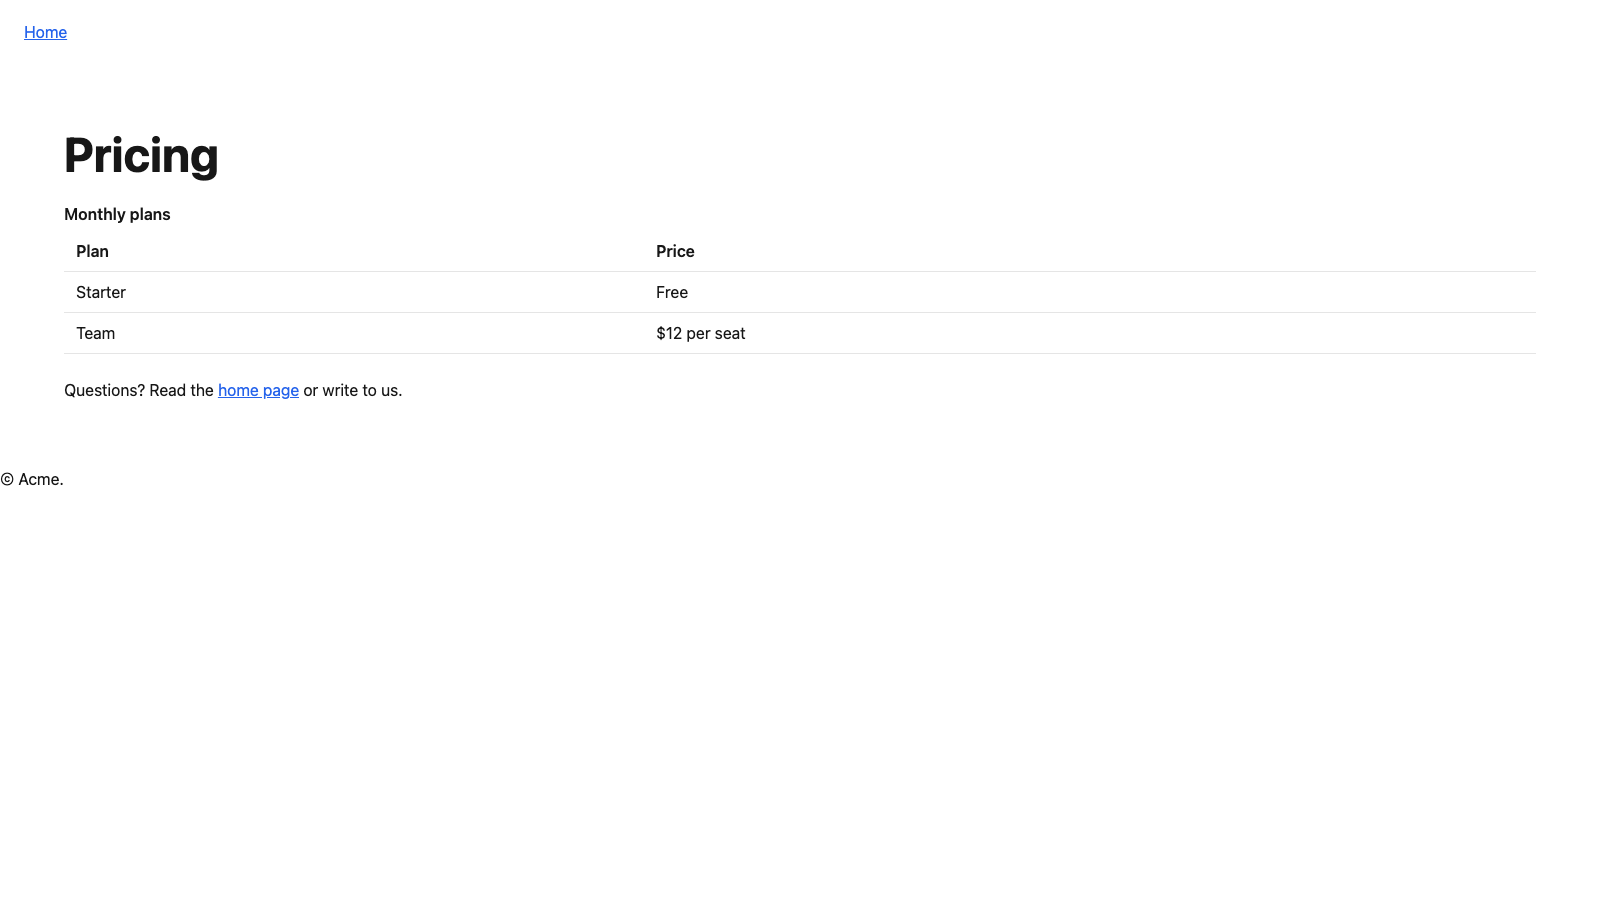 Home
Pricing
Monthly plans
Plan Price
Starter Free
Team $12 per seat
Questions? Read the home page or write to us.
© Acme.